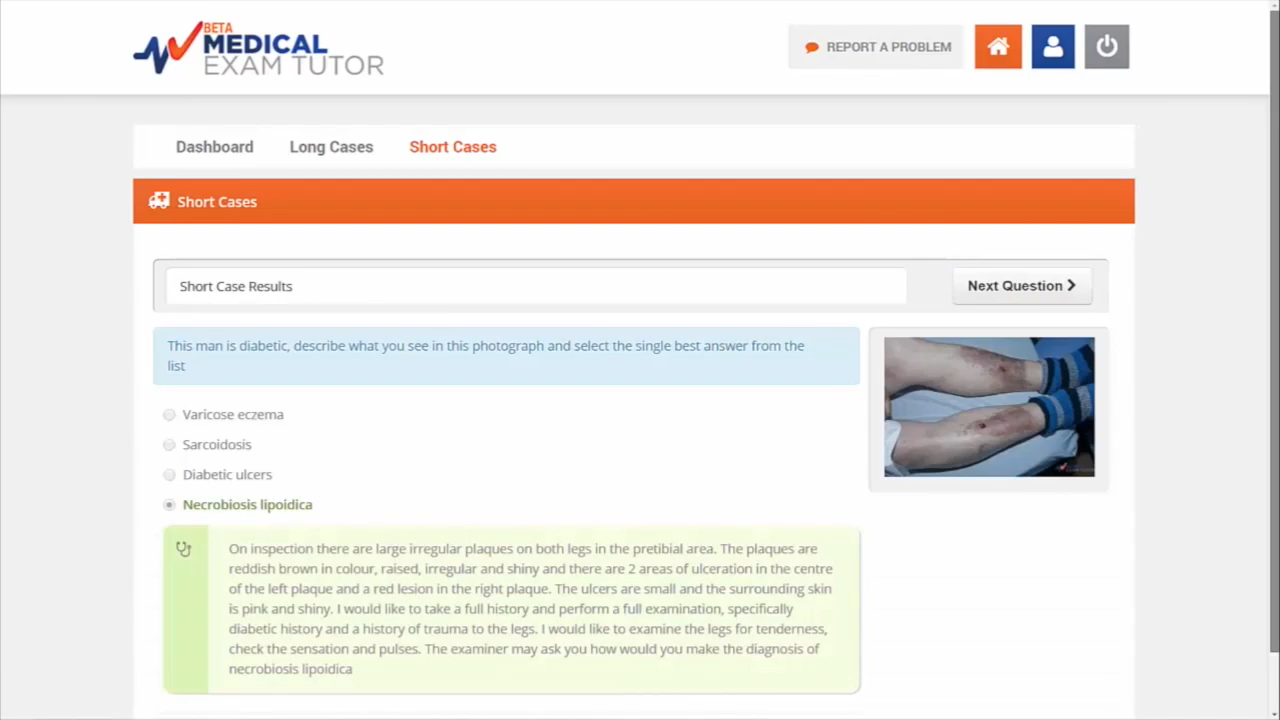 BETA
MEDICAL
EXAM TUTOR
REPORT A PROBLEM
Dashboard
Long Cases
Short Cases
Short Cases
Short Case Results
Next Question
This man is diabetic, describe what you see in this photograph and select the single best answer from the
list
Varicose eczema
Sarcoidosis
Diabetic ulcers
Necrobiosis lipoidica
On inspection there are large irregular plaques on both legs in the pretibial area. The plaques are
reddish brown in colour, raised, irregular and shiny and there are 2 areas of ulceration in the centre
of the left plaque and a red lesion in the right plaque. The ulcers are small and the surrounding skin
is pink and shiny. I would like to take a full history and perform a full examination, specifically
diabetic history and a history of trauma to the legs. I would like to examine the legs for tenderness,
check the sensation and pulses. The examiner may ask you how would you make the diagnosis of
necrobiosis lipoidica